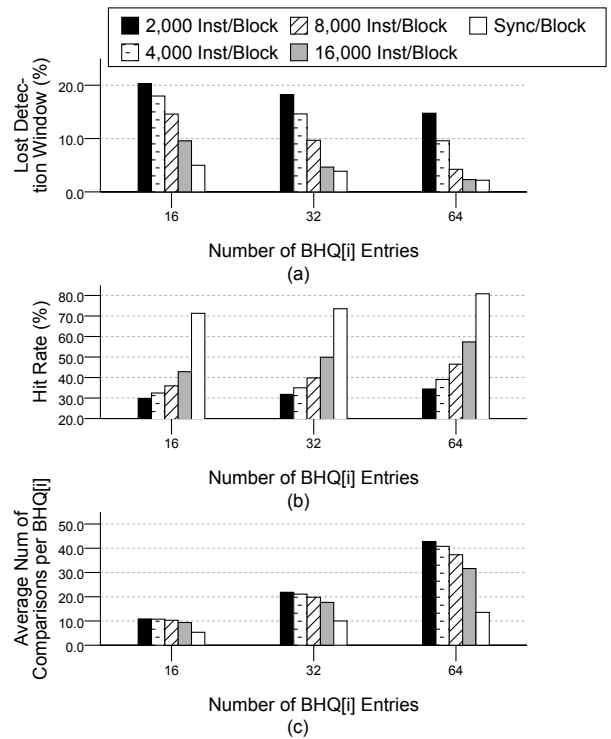 2,000 Inst/Block 8,000 Inst/Block Sync/Block
4,000 Inst/Block 16,000 Inst/Block
Lost Detec-
tion Window (%)
20.0
10.0
0.0
16 32 64
Number of BHQ[i] Entries
(a)
Hit Rate (%)
80.0
70.0
60.0
50.0
40.0
30.0
20.0
16 32 64
Number of BHQ[i] Entries
(b)
Average Num of
Comparisons per BHQ[i]
50.0
40.0
30.0
20.0
10.0
0.0
16 32 64
Number of BHQ[i] Entries
(c)